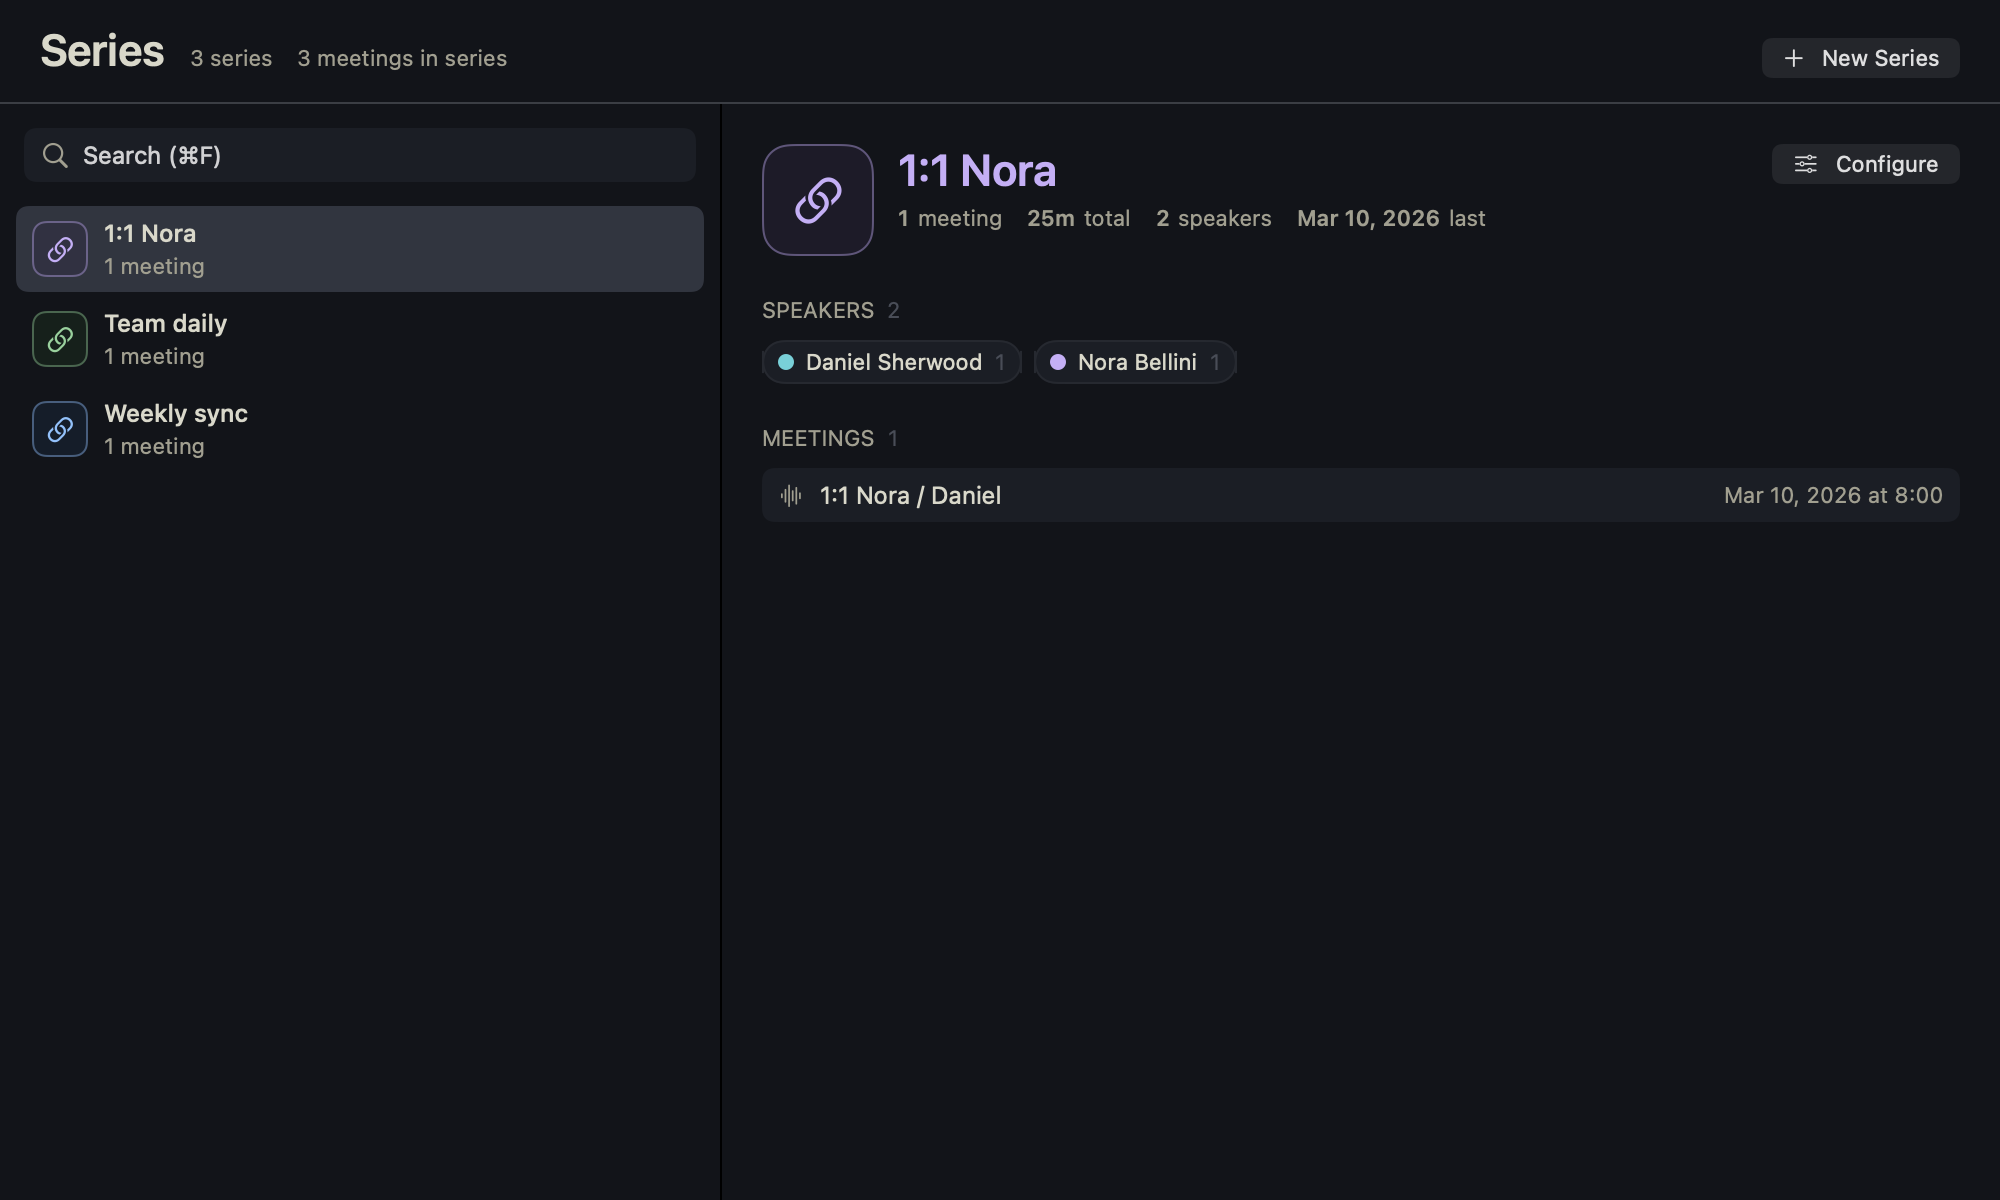 Series 3 series 3 meetings in series
+ New Series
Search (⌘F)
1:1 Nora
1 meeting
Team daily
1 meeting
Weekly sync
1 meeting
1:1 Nora
Configure
1 meeting 25m total 2 speakers Mar 10, 2026 last
SPEAKERS 2
Daniel Sherwood 1 Nora Bellini 1
MEETINGS 1
1:1 Nora / Daniel Mar 10, 2026 at 8:00